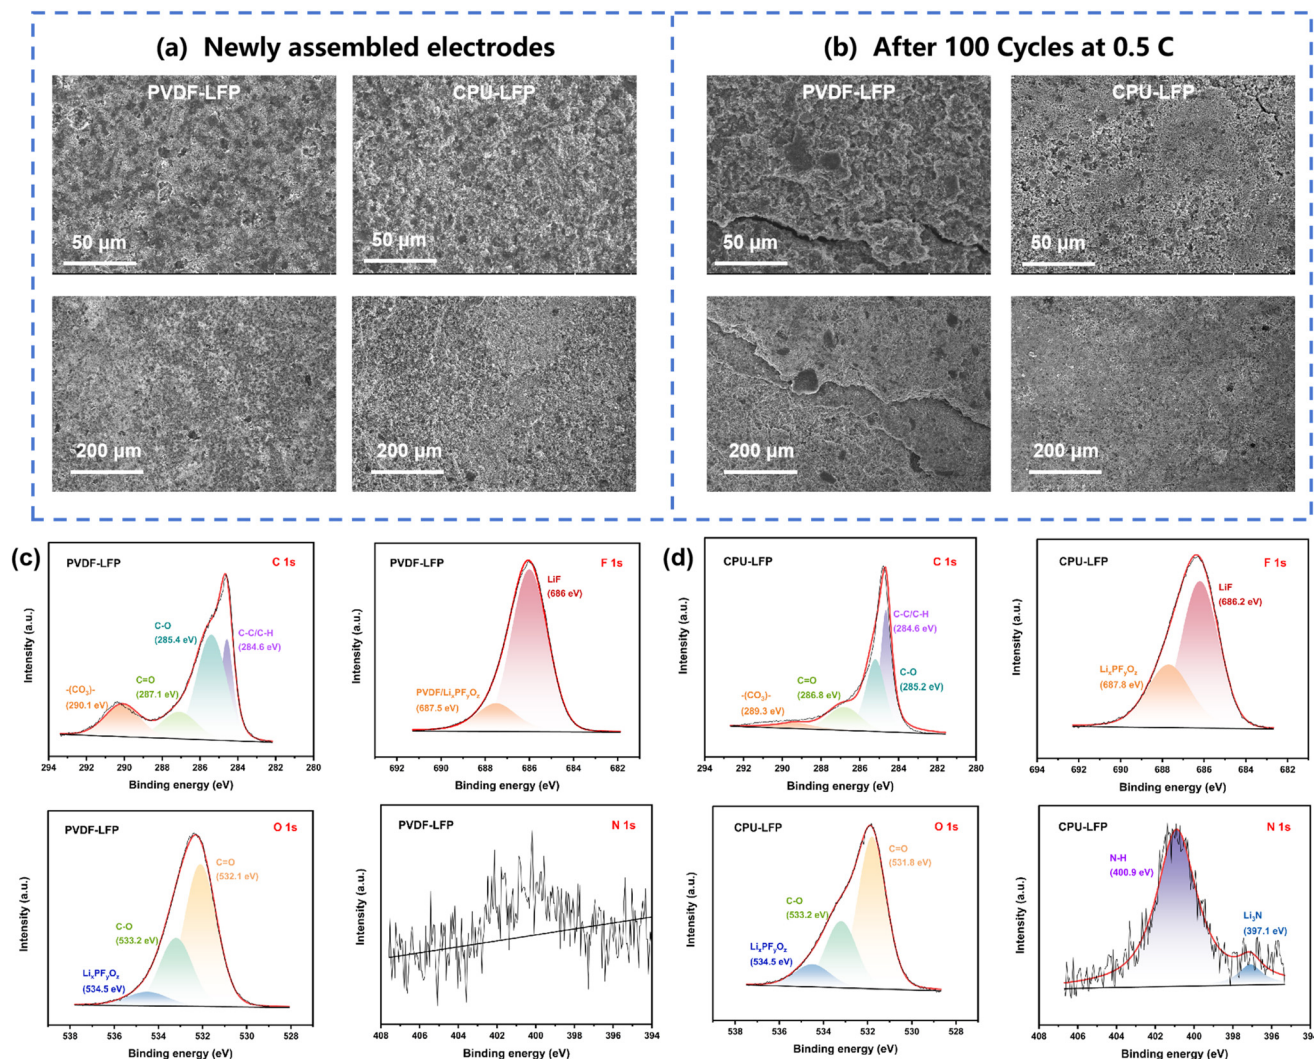 (a) Newly assembled electrodes
PVDF-LFP
CPU-LFP
50 µm
50 µm
200 µm
200 µm
(b) After 100 Cycles at 0.5 C
PVDF-LFP
CPU-LFP
50 µm
50 µm
200 µm
200 µm
(c)
PVDF-LFP
C 1s
C-O
(285.4 eV)
C-C/C-H
(284.6 eV)
C=O
(287.1 eV)
-(CO₃)-
(290.1 eV)
Intensity (a.u.)
294 292 290 288 286 284 282 280
Binding energy (eV)
PVDF-LFP
F 1s
LiF
(686 eV)
PVDF/LiₓPFᵧO_z
(687.5 eV)
Intensity (a.u.)
692 690 688 686 684 682
Binding energy (eV)
PVDF-LFP
O 1s
C=O
(532.1 eV)
C-O
(533.2 eV)
LiₓPFᵧO_z
(534.5 eV)
Intensity (a.u.)
538 536 534 532 530 528
Binding energy (eV)
PVDF-LFP
N 1s
Intensity (a.u.)
408 406 404 402 400 398 396 394
Binding energy (eV)
(d)
CPU-LFP
C 1s
C-C/C-H
(284.6 eV)
C-O
(285.2 eV)
C=O
(286.8 eV)
-(CO₃)-
(289.3 eV)
Intensity (a.u.)
294 292 290 288 286 284 282 280
Binding energy (eV)
CPU-LFP
F 1s
LiF
(686.2 eV)
LiₓPFᵧO_z
(687.8 eV)
Intensity (a.u.)
692 690 688 686 684 682
Binding energy (eV)
CPU-LFP
O 1s
C=O
(531.8 eV)
C-O
(533.2 eV)
LiₓPFᵧO_z
(534.5 eV)
Intensity (a.u.)
538 536 534 532 530 528
Binding energy (eV)
CPU-LFP
N 1s
N-H
(400.9 eV)
Li₃N
(397.1 eV)
Intensity (a.u.)
408 406 404 402 400 398 396 394
Binding energy (eV)